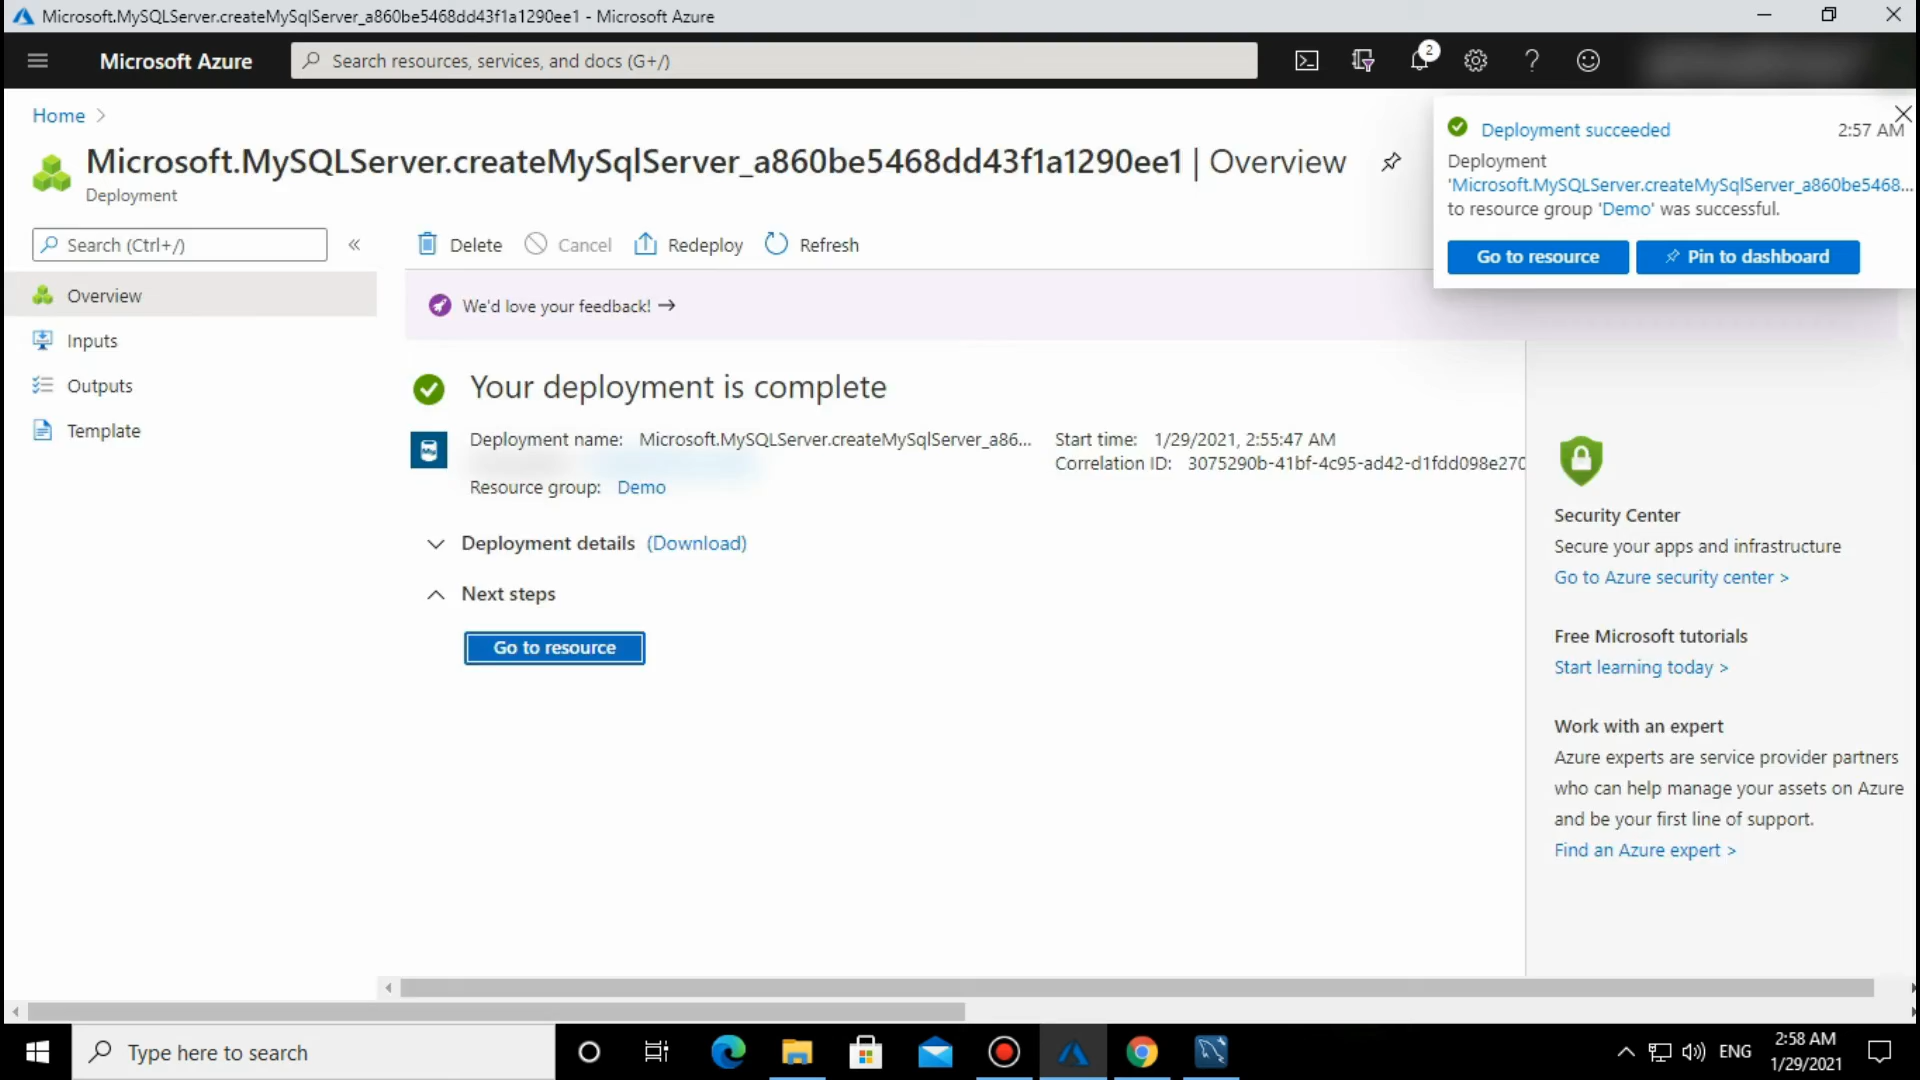 Microsoft.MySQLServer.createMySqlServer_a860be5468dd43f1a1290ee1 - Microsoft Azure
Microsoft Azure
Search resources, services, and docs (G+/)
2
Home
Microsoft.MySQLServer.createMySqlServer_a860be5468dd43f1a1290ee1 | Overview
Deployment
Deployment succeeded 2:57 AM
Deployment
'Microsoft.MySQLServer.createMySqlServer_a860be5468...
to resource group 'Demo' was successful.
Go to resource
Pin to dashboard
Search (Ctrl+/)
«
Delete
Cancel
Redeploy
Refresh
Overview
Inputs
Outputs
Template
We'd love your feedback! →
Your deployment is complete
Deployment name: Microsoft.MySQLServer.createMySqlServer_a86...
Resource group: Demo
Start time: 1/29/2021, 2:55:47 AM
Correlation ID: 3075290b-41bf-4c95-ad42-d1fdd098e270
Deployment details (Download)
Next steps
Go to resource
Security Center
Secure your apps and infrastructure
Go to Azure security center >
Free Microsoft tutorials
Start learning today >
Work with an expert
Azure experts are service provider partners
who can help manage your assets on Azure
and be your first line of support.
Find an Azure expert >
Type here to search
ENG
2:58 AM
1/29/2021